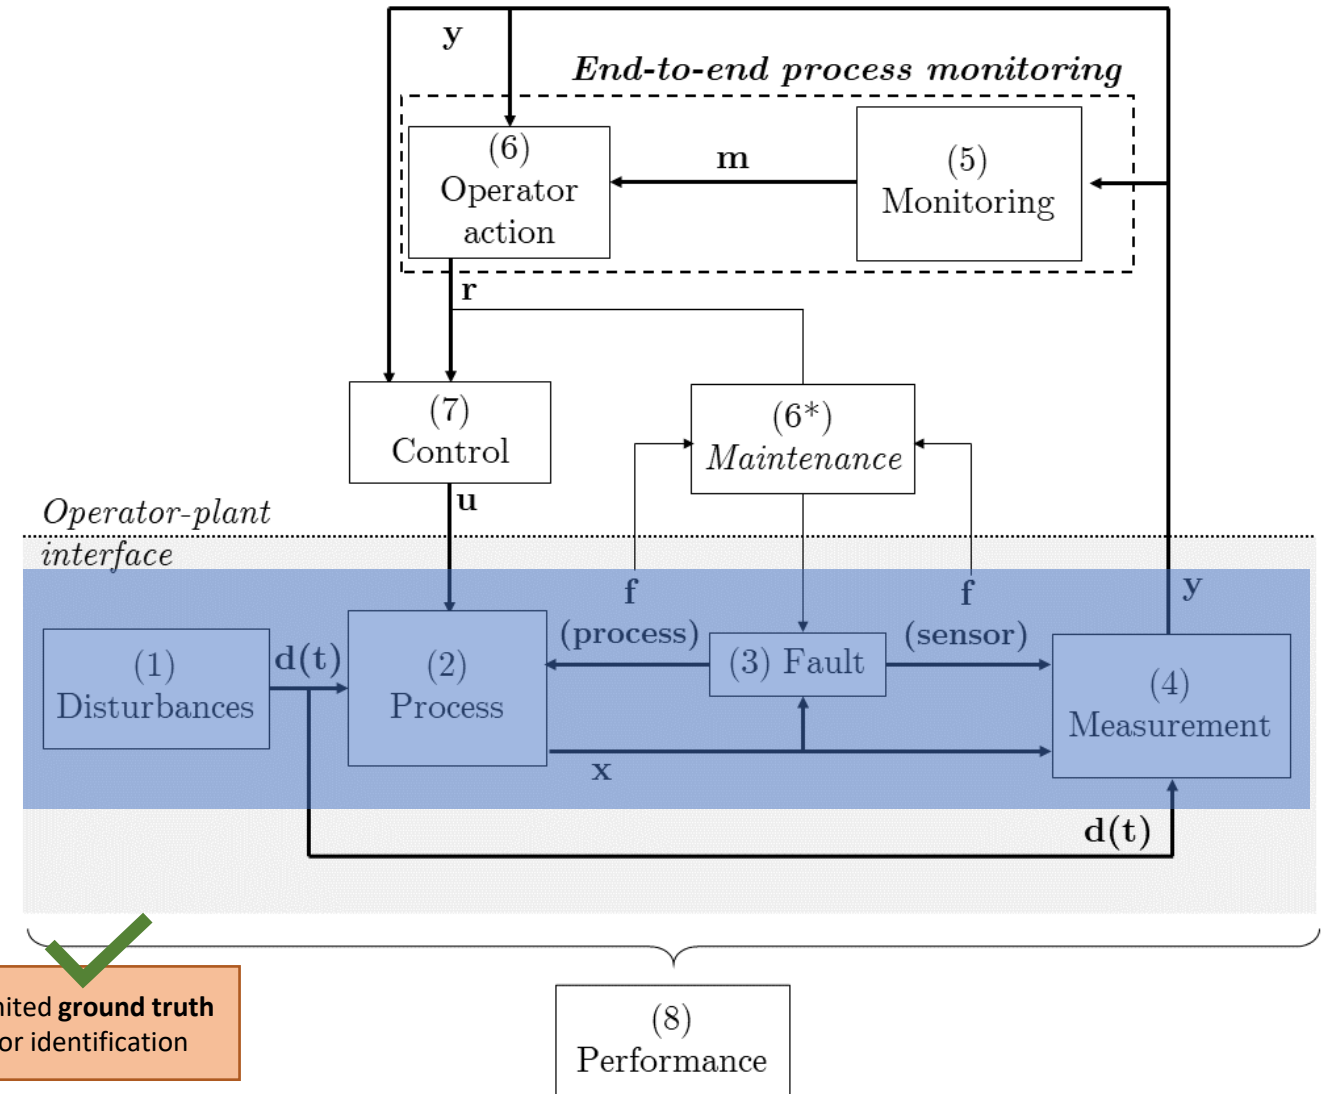 y
End-to-end process monitoring
(6)
Operator
action
m
(5)
Monitoring
r
(7)
Control
(6*)
Maintenance
u
Operator-plant
interface
f
(process)
f
(sensor)
y
(1)
Disturbances
d(t)
(2)
Process
(3) Fault
(4)
Measurement
x
d(t)
ground truth
identification
(8)
Performance